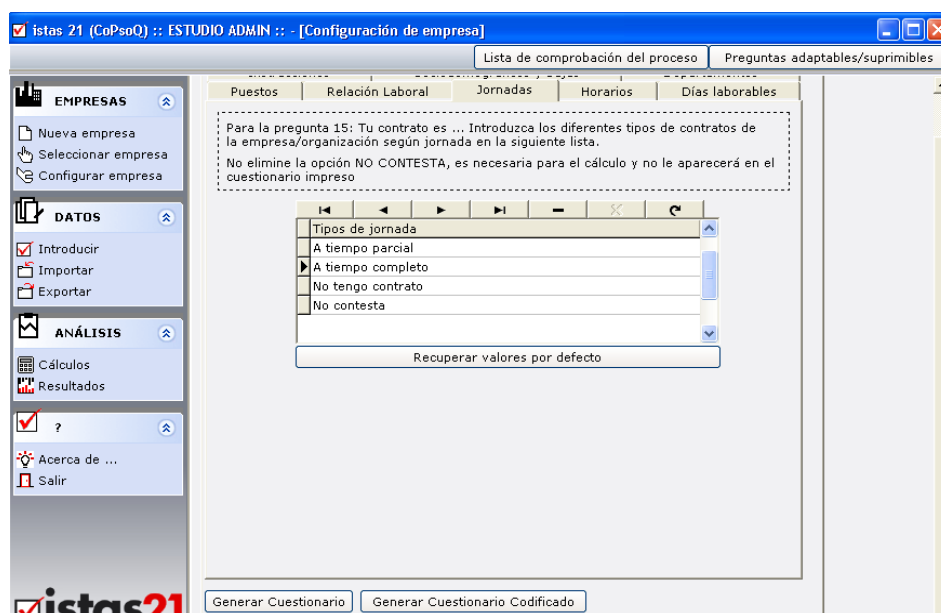 istas 21 (CoPsoQ) :: ESTUDIO ADMIN :: - [Configuración de empresa]
Lista de comprobación del proceso
Preguntas adaptables/suprimibles
EMPRESAS
Nueva empresa
Seleccionar empresa
Configurar empresa
DATOS
Introducir
Importar
Exportar
ANÁLISIS
Cálculos
Resultados
?
Acerca de ...
Salir
istas21
Puestos
Relación Laboral
Jornadas
Horarios
Días laborables
Para la pregunta 15: Tu contrato es ... Introduzca los diferentes tipos de contratos de
la empresa/organización según jornada en la siguiente lista.
No elimine la opción NO CONTESTA, es necesaria para el cálculo y no le aparecerá en el
cuestionario impreso
Tipos de jornada
A tiempo parcial
A tiempo completo
No tengo contrato
No contesta
Recuperar valores por defecto
Generar Cuestionario
Generar Cuestionario Codificado